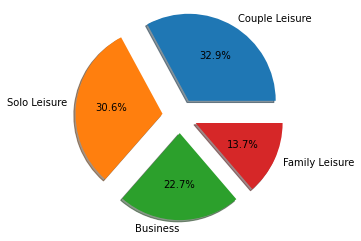 Couple Leisure
32.9%
Solo Leisure
30.6%
Business
22.7%
Family Leisure
13.7%